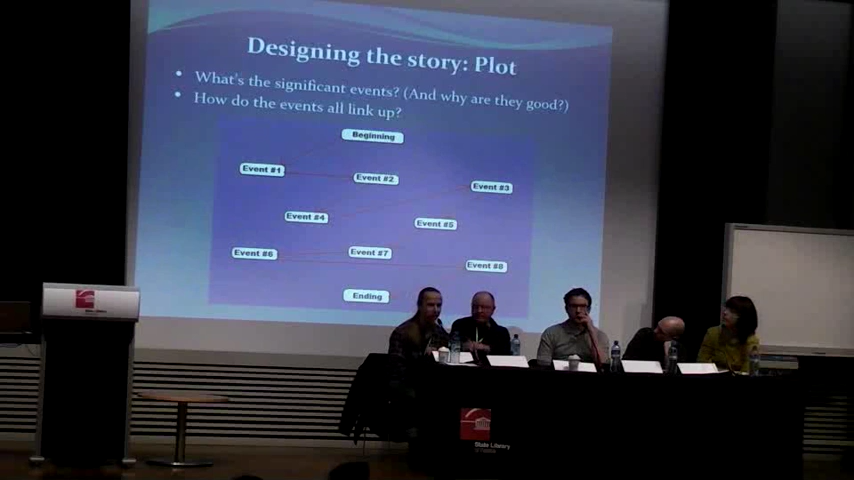 Designing the story: Plot
What's the significant events? (And why are they good?)
How do the events all link up?
Beginning
Event #1
Event #2
Event #3
Event #4
Event #5
Event #6
Event #7
Event #8
Ending
State Library